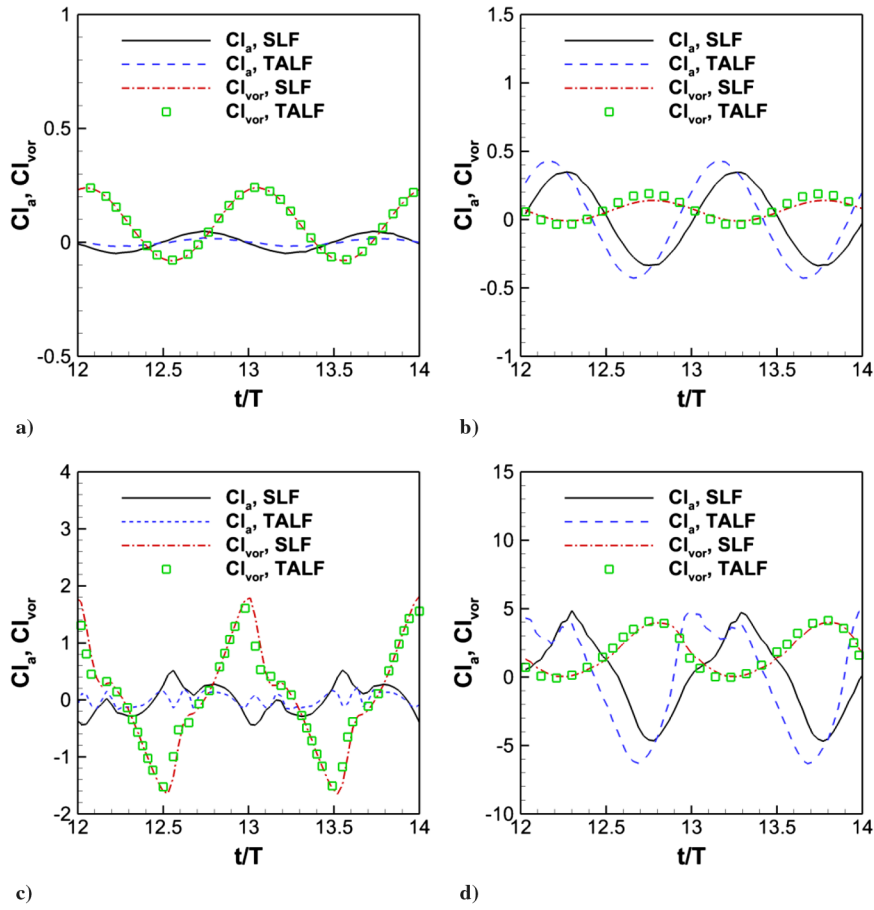 1
Cl_a, SLF
Cl_a, TALF
Cl_vor, SLF
Cl_vor, TALF
0.5
Cl_a, Cl_vor
0
-0.5
12 12.5 13 13.5 14
t/T
a)
1.5
Cl_a, SLF
Cl_a, TALF
Cl_vor, SLF
Cl_vor, TALF
1
0.5
Cl_a, Cl_vor
0
-0.5
-1
12 12.5 13 13.5 14
t/T
b)
4
Cl_a, SLF
Cl_a, TALF
Cl_vor, SLF
Cl_vor, TALF
3
2
Cl_a, Cl_vor
1
0
-1
-2
12 12.5 13 13.5 14
t/T
c)
15
Cl_a, SLF
Cl_a, TALF
Cl_vor, SLF
Cl_vor, TALF
10
5
Cl_a, Cl_vor
0
-5
-10
12 12.5 13 13.5 14
t/T
d)